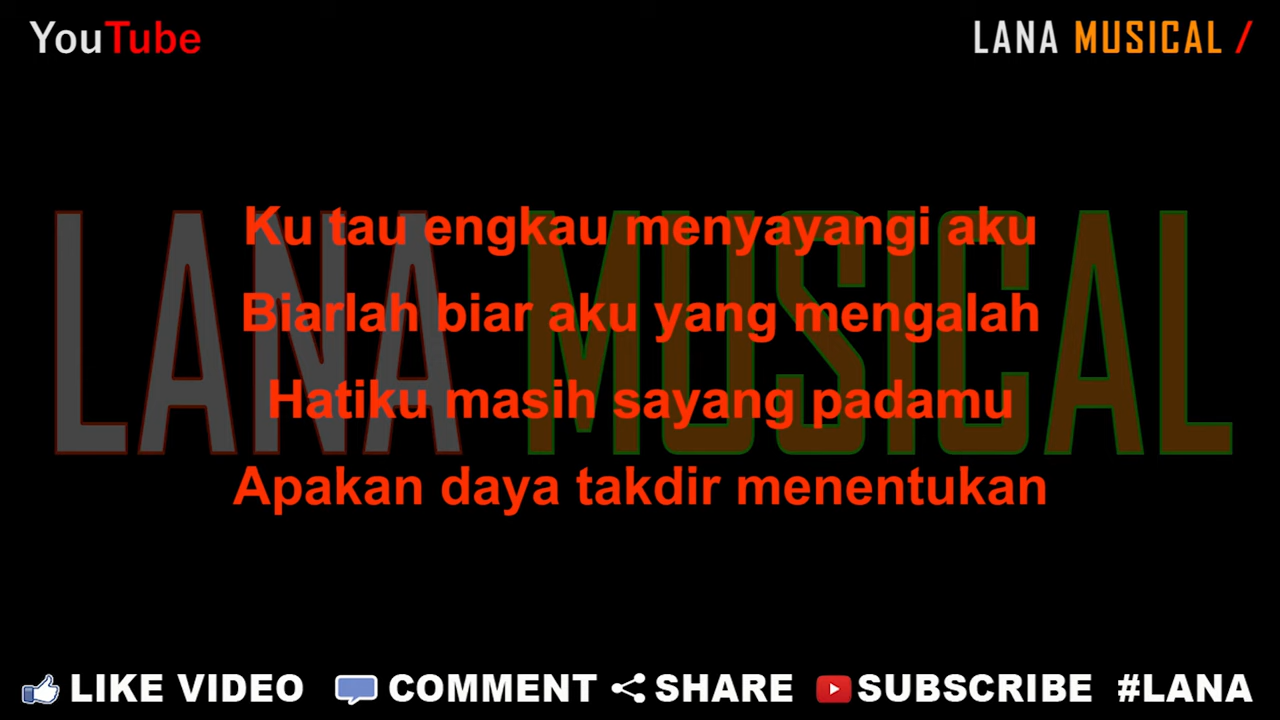 YouTube
LANA MUSICAL /
LANA MUSICAL
Ku tau engkau menyayangi aku
Biarlah biar aku yang mengalah
Hatiku masih sayang padamu
Apakan daya takdir menentukan
LIKE VIDEO COMMENT SHARE SUBSCRIBE #LANA